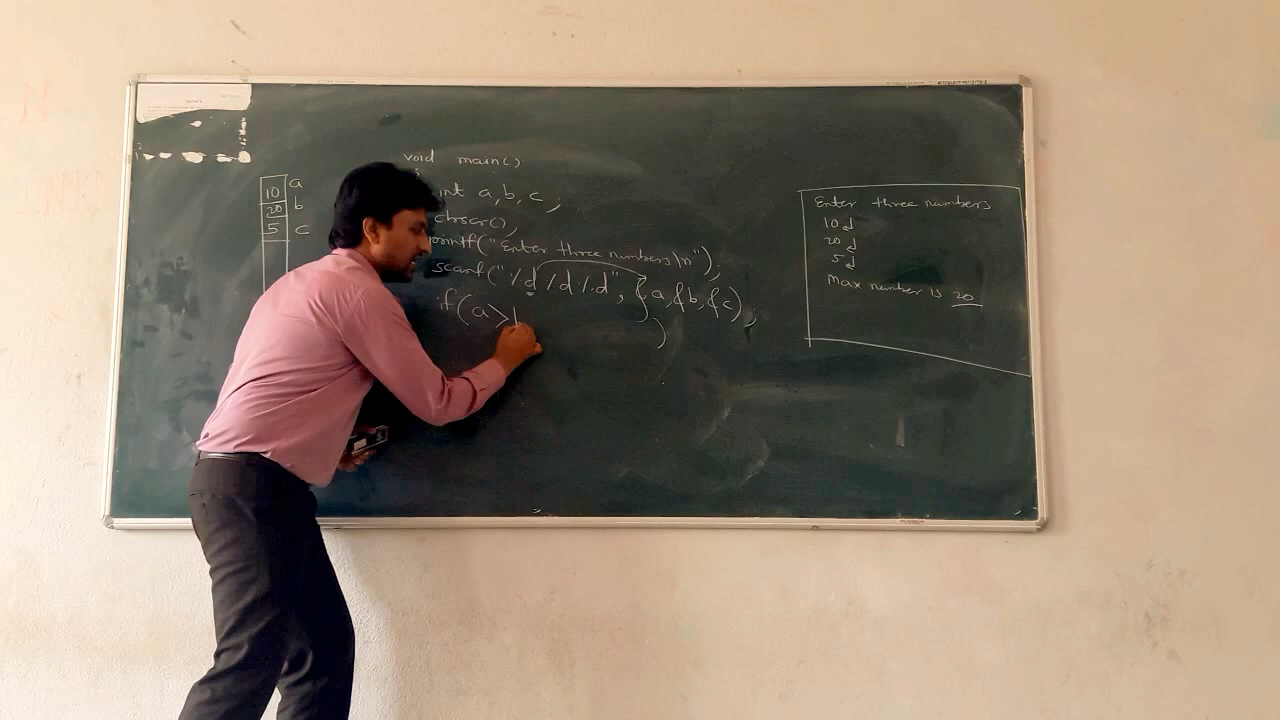 void main()
{
int a, b, c;
clrscr();
printf("Enter three numbers\n");
scanf("%d %d %d", &a, &b, &c);
if(a>
)
10 a
20 b
5 c
Enter three numbers
10↵
20↵
5↵
Max number is 20